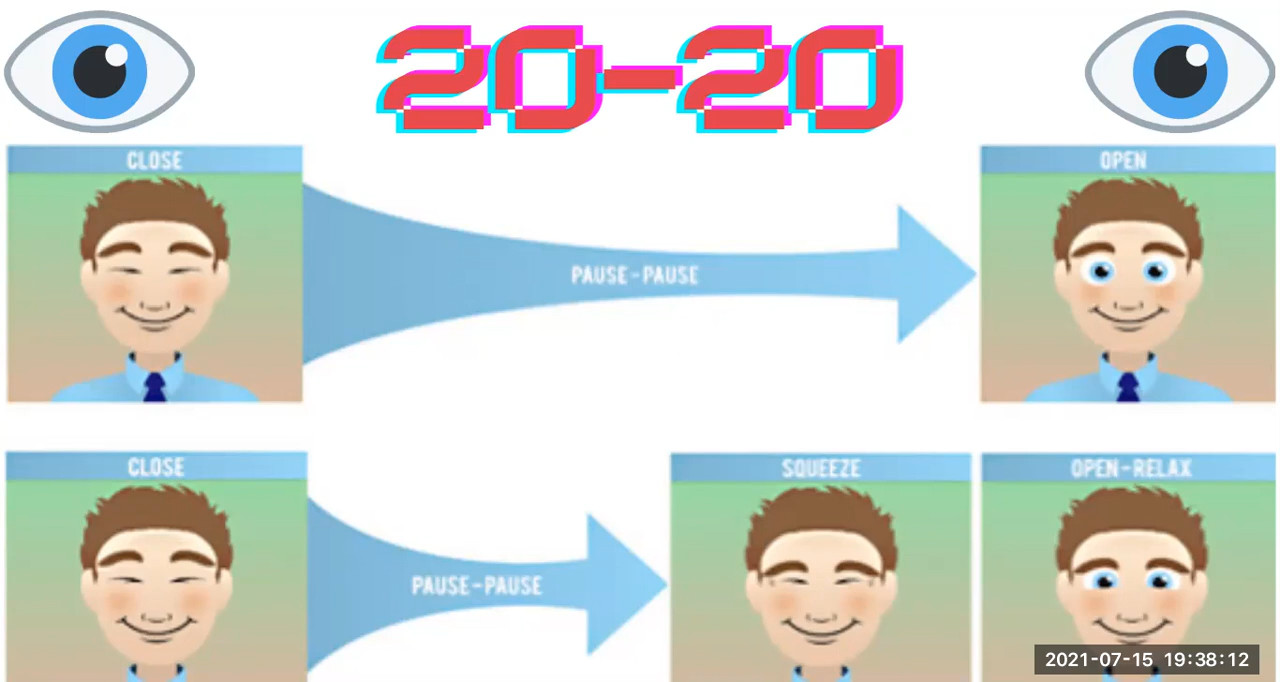 20-20
CLOSE
PAUSE-PAUSE
OPEN
CLOSE
PAUSE-PAUSE
SQUEEZE
OPEN-RELAX
2021-07-15 19:38:12